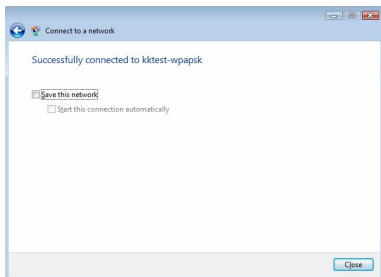 Connect to a network
Successfully connected to kktest-wpapsk
Save this network
Start this connection automatically
Close